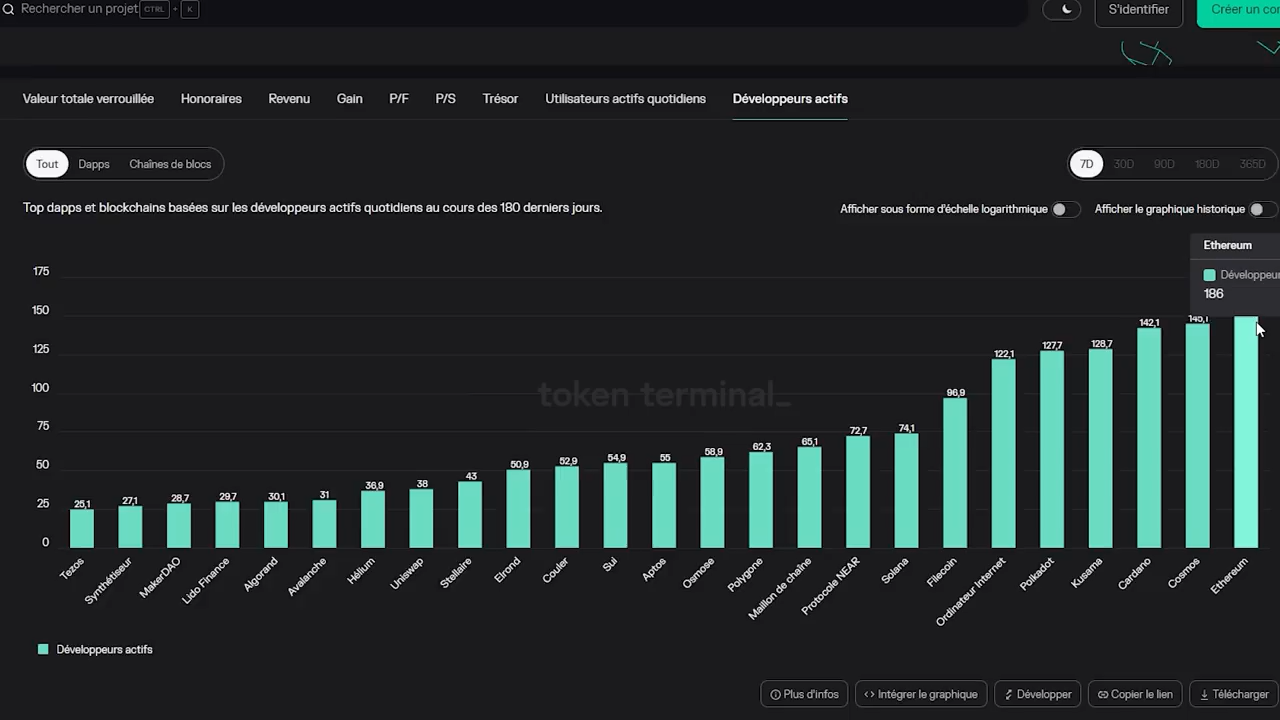 Rechercher un projet CTRL + K S'identifier
Valeur totale verrouillée Honoraires Revenu Gain P/F P/S Trésor Utilisateurs actifs quotidiens Développeurs actifs
Tout Dapps Chaînes de blocs 7D 30D 90D 180D 365D
Top dapps et blockchains basées sur les développeurs actifs quotidiens au cours des 180 derniers jours. Afficher sous forme d'échelle logarithmique Afficher le graphique historique
Ethereum
Développeur
186
175
150
125
100
75
50
25
0
25,1 27,1 28,7 29,7 30,1 31 36,9 38 43 50,9 52,9 54,9 55 58,9 62,3 65,1 72,7 74,1 96,9 122,1 127,7 128,7 142,1 145,1
token terminal_
Tezos Synthétiseur MakerDAO Lido Finance Algorand Avalanche Hélium Uniswap Stellaire Elrond Couler Sui Aptos Osmose Polygone Maillon de chaîne Protocole NEAR Solana Filecoin Ordinateur Internet Polkadot Kusama Cardano Cosmos Ethereum
Développeurs actifs
Plus d'infos Intégrer le graphique Développer Copier le lien Télécharger